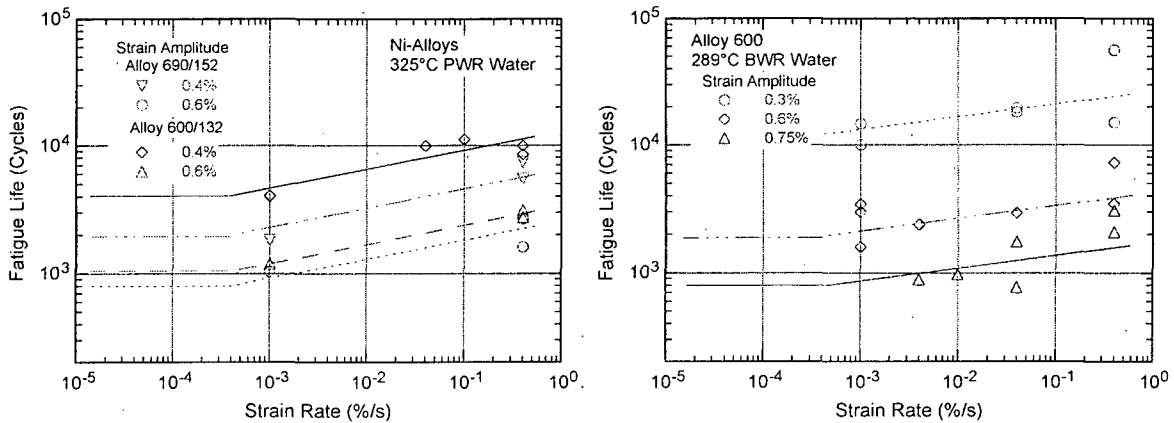 10^5
10^4
10^3
Fatigue Life (Cycles)
Strain Amplitude
Alloy 690/152
0.4%
0.6%
Alloy 600/132
0.4%
0.6%
Ni-Alloys
325°C PWR Water
10^-5 10^-4 10^-3 10^-2 10^-1 10^0
Strain Rate (%/s)
10^5
10^4
10^3
Fatigue Life (Cycles)
Alloy 600
289°C BWR Water
Strain Amplitude
0.3%
0.6%
0.75%
10^-5 10^-4 10^-3 10^-2 10^-1 10^0
Strain Rate (%/s)